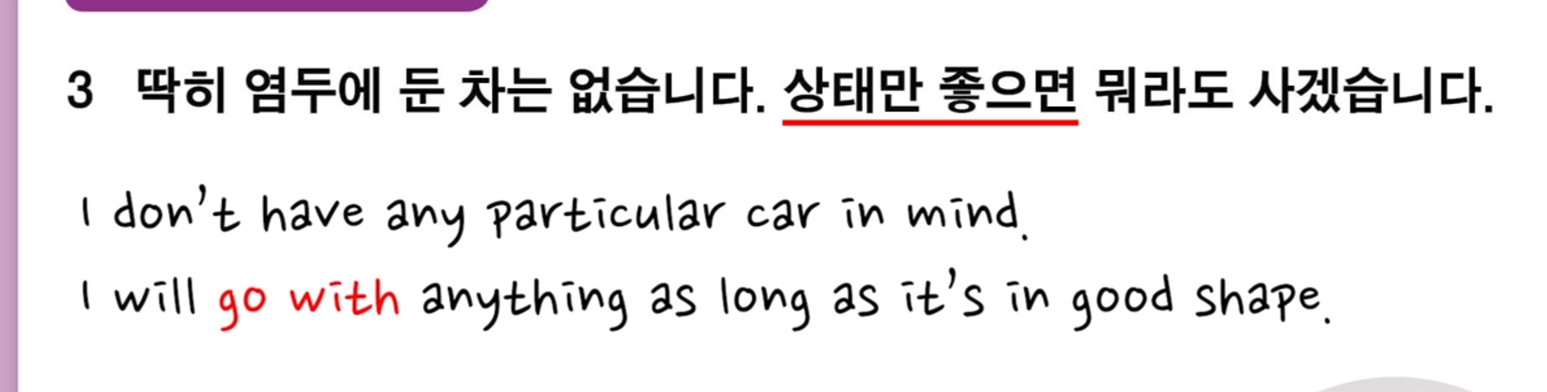 3 딱히 염두에 둔 차는 없습니다. 상태만 좋으면 뭐라도 사겠습니다.
I don't have any particular car in mind.
I will go with anything as long as it's in good shape.